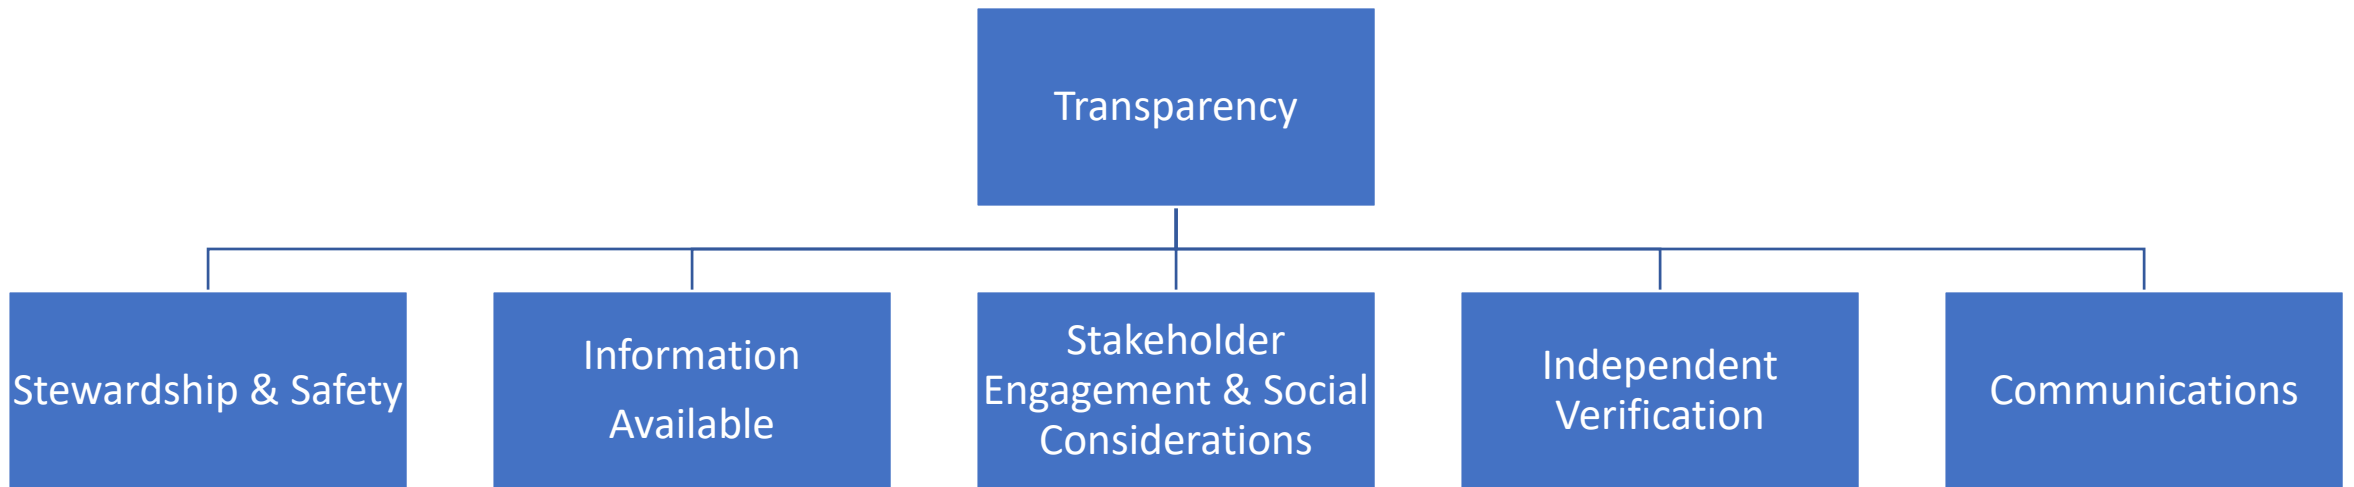 Transparency
Stewardship & Safety
Information
Available
Stakeholder
Engagement & Social
Considerations
Independent
Verification
Communications